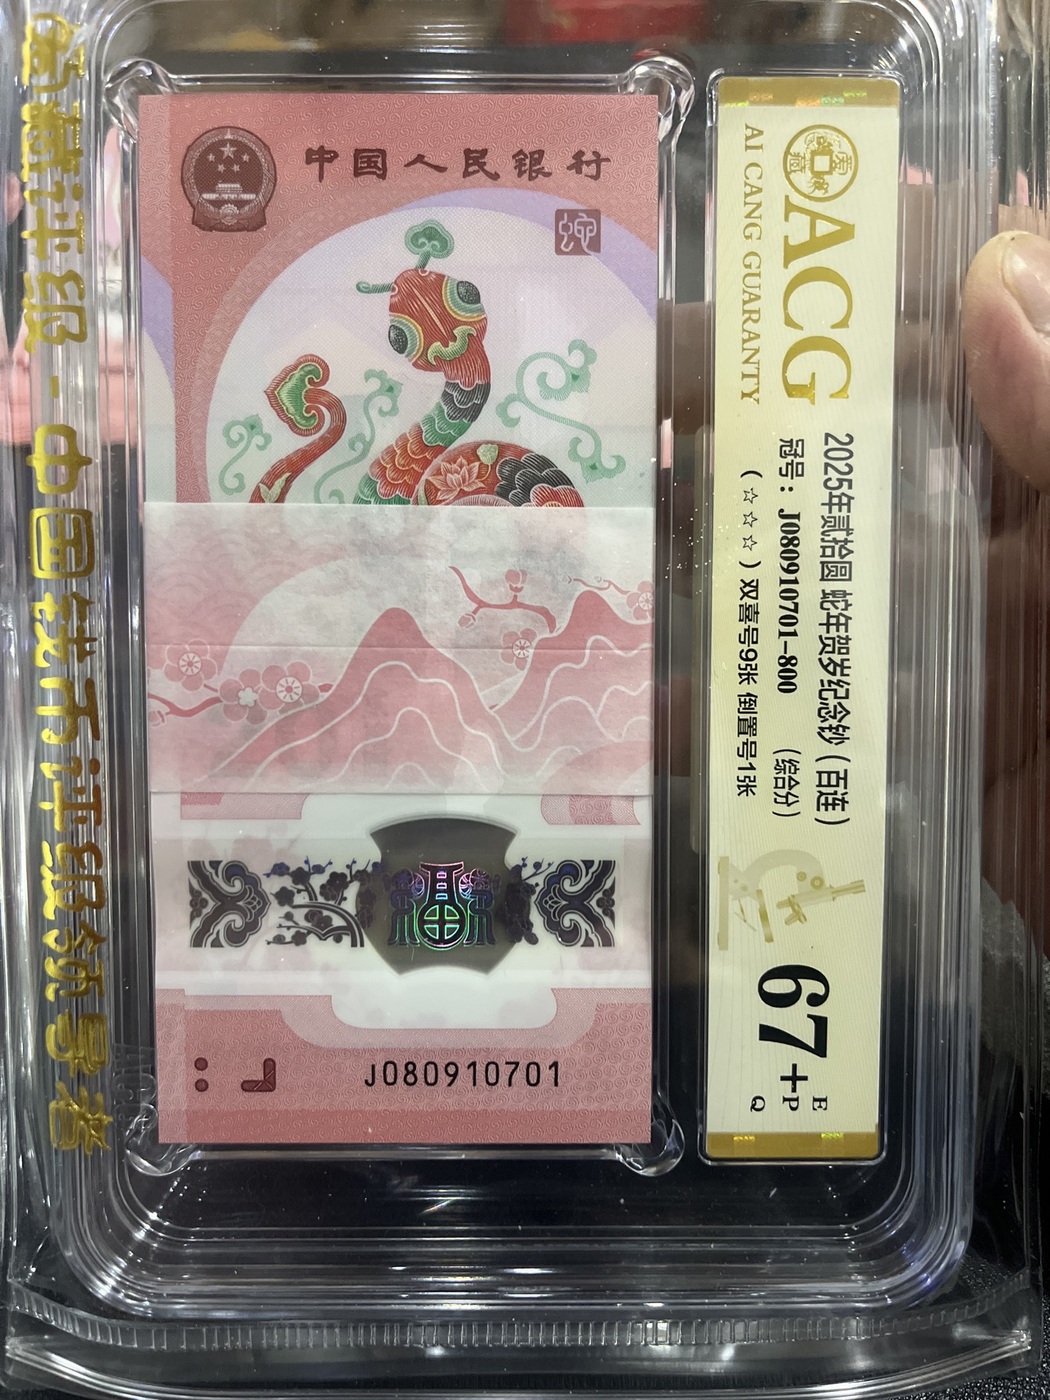 爱藏评级-中国钱币评级领导者
中国人民银行
蛇
J080910701
爱藏
ACG
AI CANG GUARANTY
2025年贰拾圆 蛇年贺岁纪念钞（百连）
冠号：J080910701-800 （综合分）
（☆☆☆）双喜号9张 倒置号1张
67+
E
P
Q